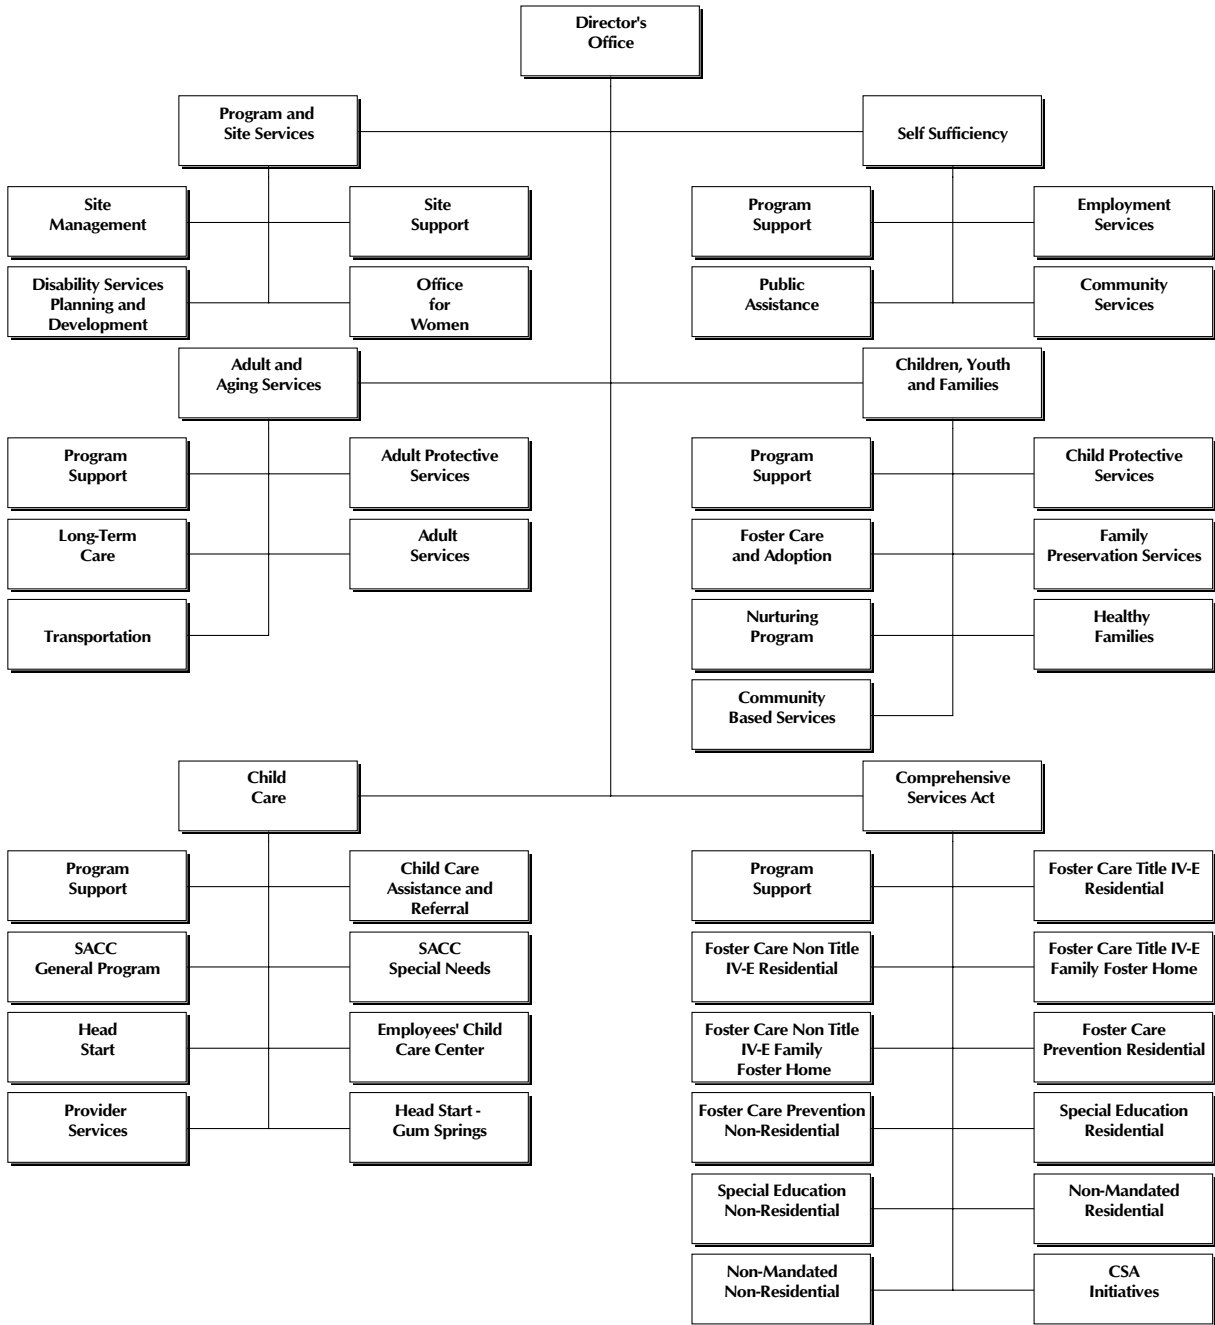 Director's
Office
Program and
Site Services
Self Sufficiency
Site
Management
Site
Support
Program
Support
Employment
Services
Disability Services
Planning and
Development
Office
for
Women
Public
Assistance
Community
Services
Adult and
Aging Services
Children, Youth
and Families
Program
Support
Adult Protective
Services
Program
Support
Child Protective
Services
Long-Term
Care
Adult
Services
Foster Care
and Adoption
Family
Preservation Services
Transportation
Nurturing
Program
Healthy
Families
Community
Based Services
Child
Care
Comprehensive
Services Act
Program
Support
Child Care
Assistance and
Referral
Program
Support
Foster Care Title IV-E
Residential
SACC
General Program
SACC
Special Needs
Foster Care Non Title
IV-E Residential
Foster Care Title IV-E
Family Foster Home
Head
Start
Employees' Child
Care Center
Foster Care Non Title
IV-E Family
Foster Home
Foster Care
Prevention Residential
Provider
Services
Head Start -
Gum Springs
Foster Care Prevention
Non-Residential
Special Education
Residential
Special Education
Non-Residential
Non-Mandated
Residential
Non-Mandated
Non-Residential
CSA
Initiatives